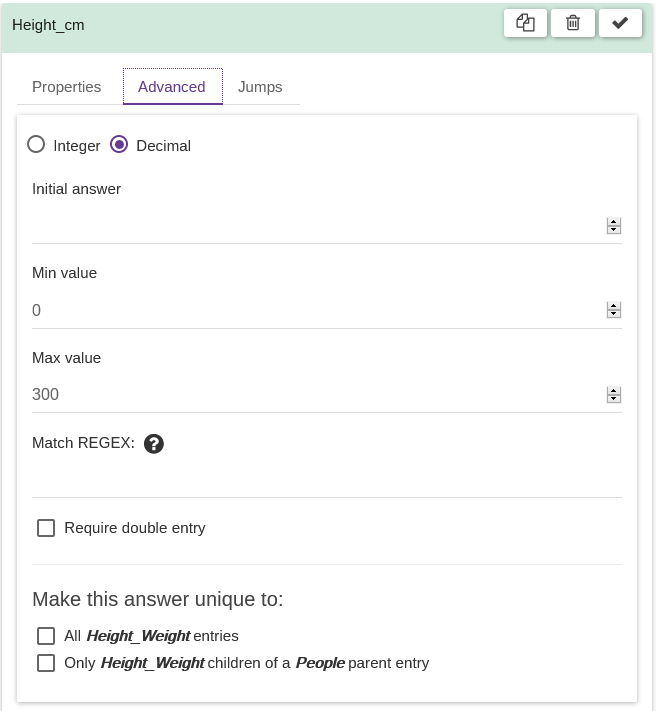 Height_cm
Properties Advanced Jumps
Integer Decimal
Initial answer
Min value
0
Max value
300
Match REGEX: ?
Require double entry
Make this answer unique to:
All Height_Weight entries
Only Height_Weight children of a People parent entry